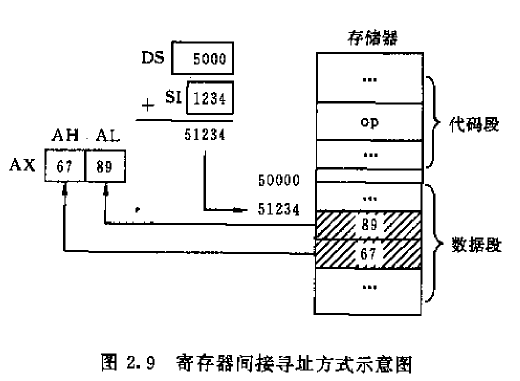 存储器
DS 5000
...
+ SI 1234
op
代码段
AH AL
51234
...
AX 67 89
50000
...
51234
89
数据段
67
...
图 2.9 寄存器间接寻址方式示意图